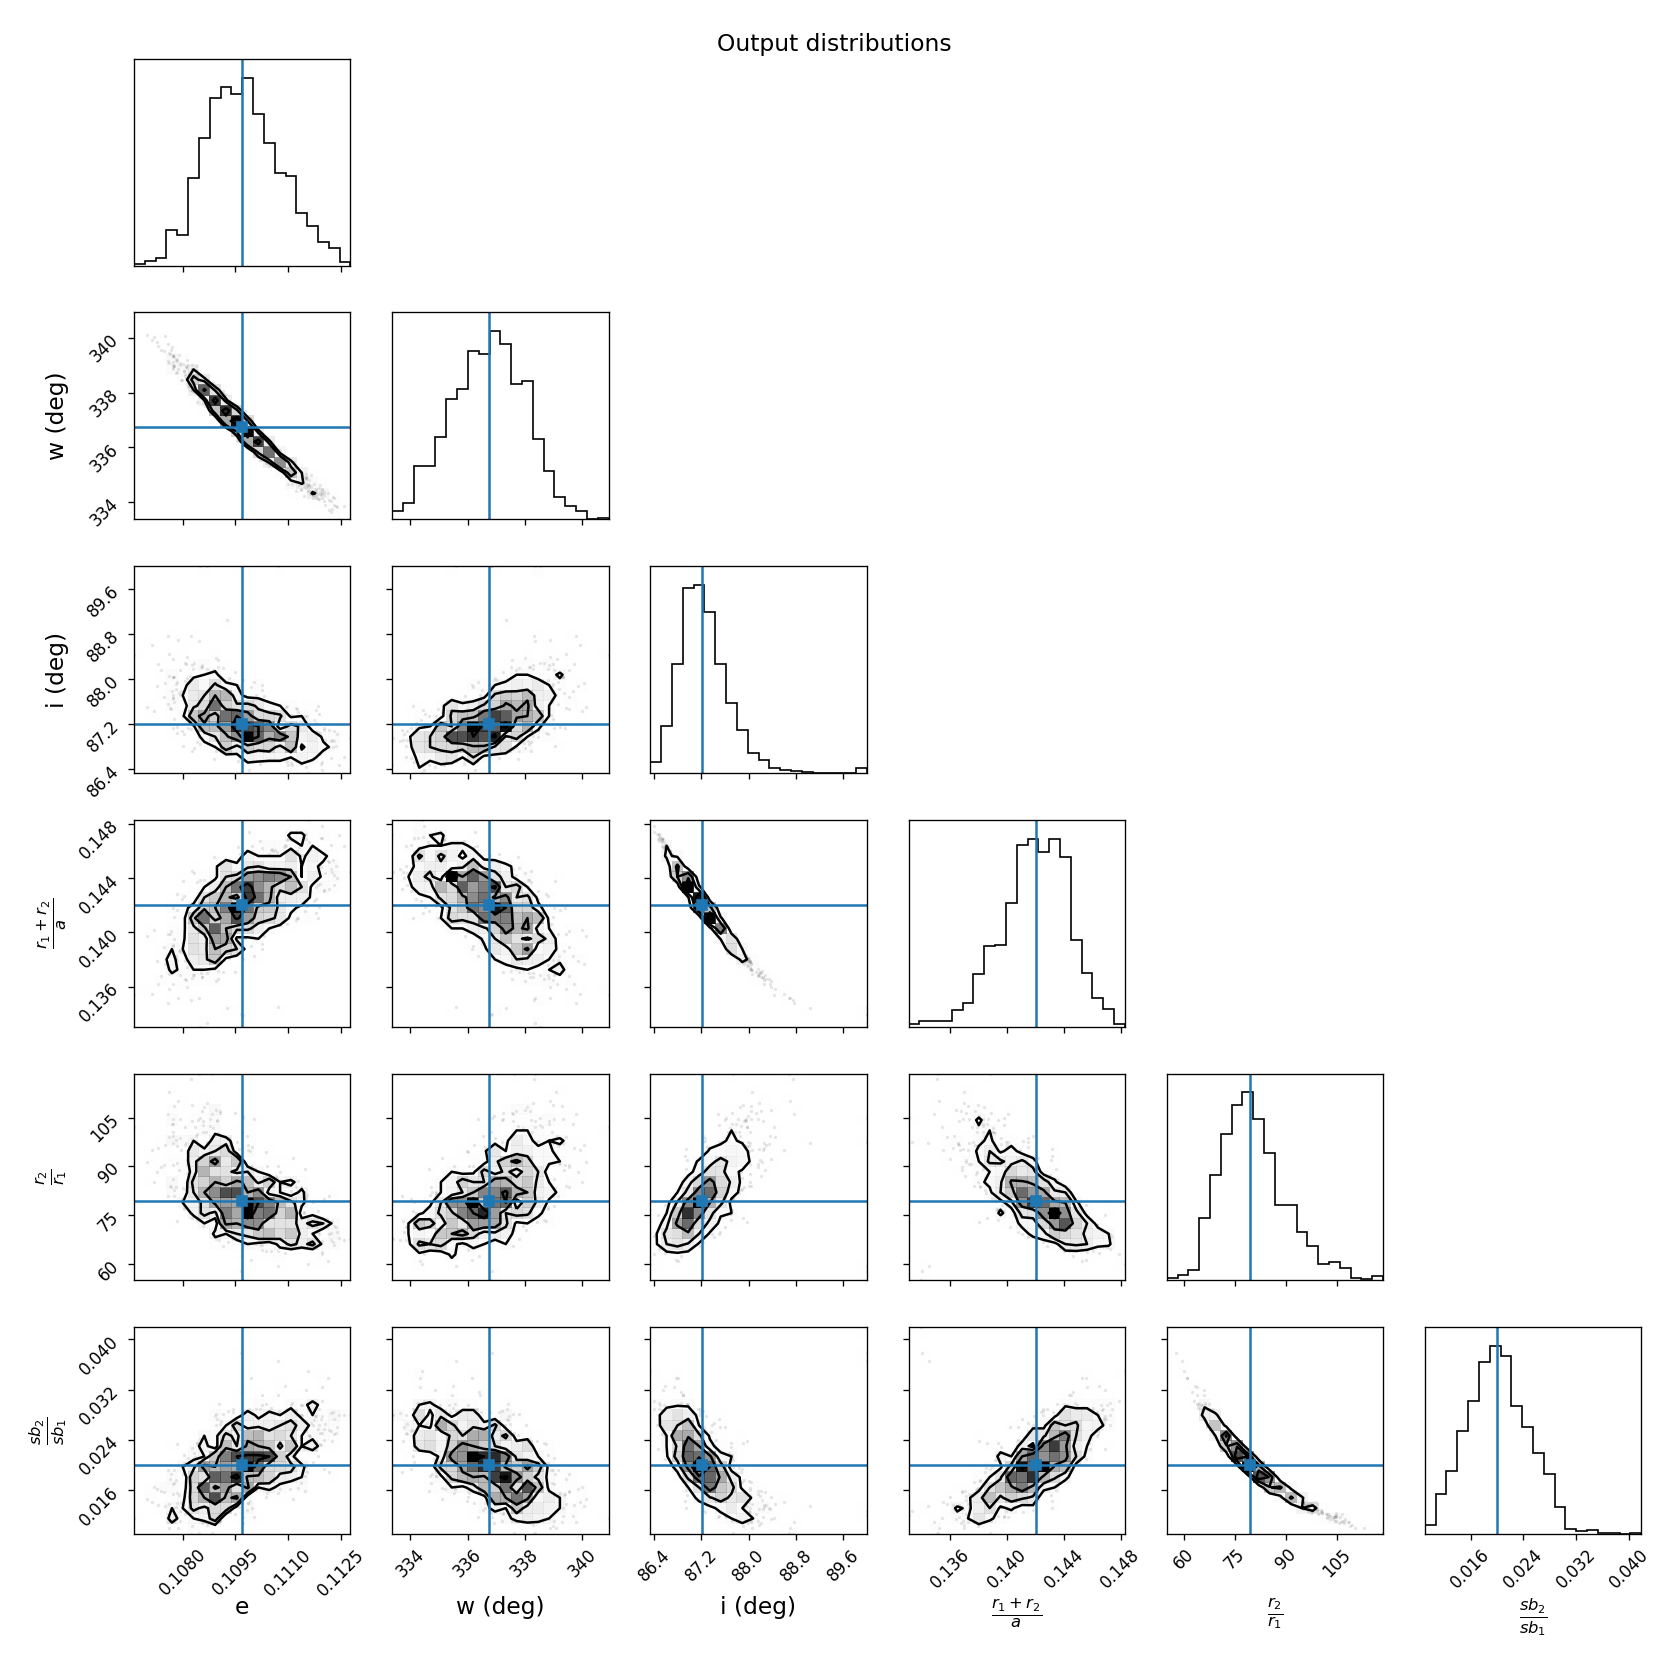 Output distributions
w (deg)
340
338
336
334
i (deg)
89.6
88.8
88.0
87.2
86.4
r₁ + r₂
a
0.148
0.144
0.140
0.136
r₂
r₁
105
90
75
60
sb₂
sb₁
0.040
0.032
0.024
0.016
0.1080 0.1095 0.1110 0.1125 334 336 338 340 86.4 87.2 88.0 88.8 89.6 0.136 0.140 0.144 0.148 60 75 90 105 0.016 0.024 0.032 0.040
e w (deg) i (deg) r₁ + r₂ / a r₂ / r₁ sb₂ / sb₁